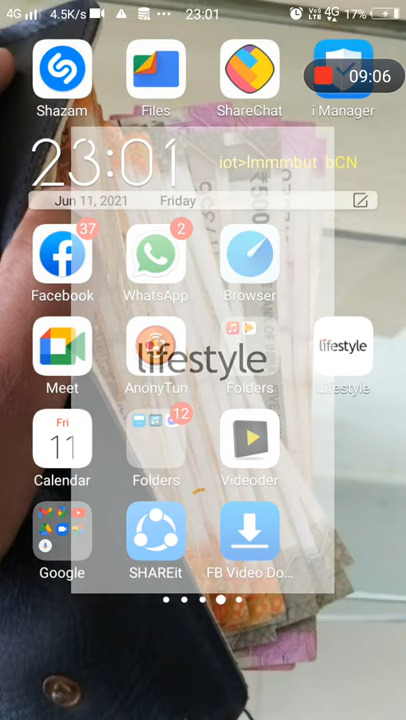 4G 4.5K/s 23:01 VoLTE 4G 17%
09:06
Shazam Files ShareChat i Manager
23:01 iot>Immmbut bCN
Jun 11, 2021 Friday
37 2
Facebook WhatsApp Browser
lifestyle
lifestyle
Meet AnonyTun Folders Lifestyle
Fri
11 12
Calendar Folders Videoder
Google SHAREit FB Video Do...